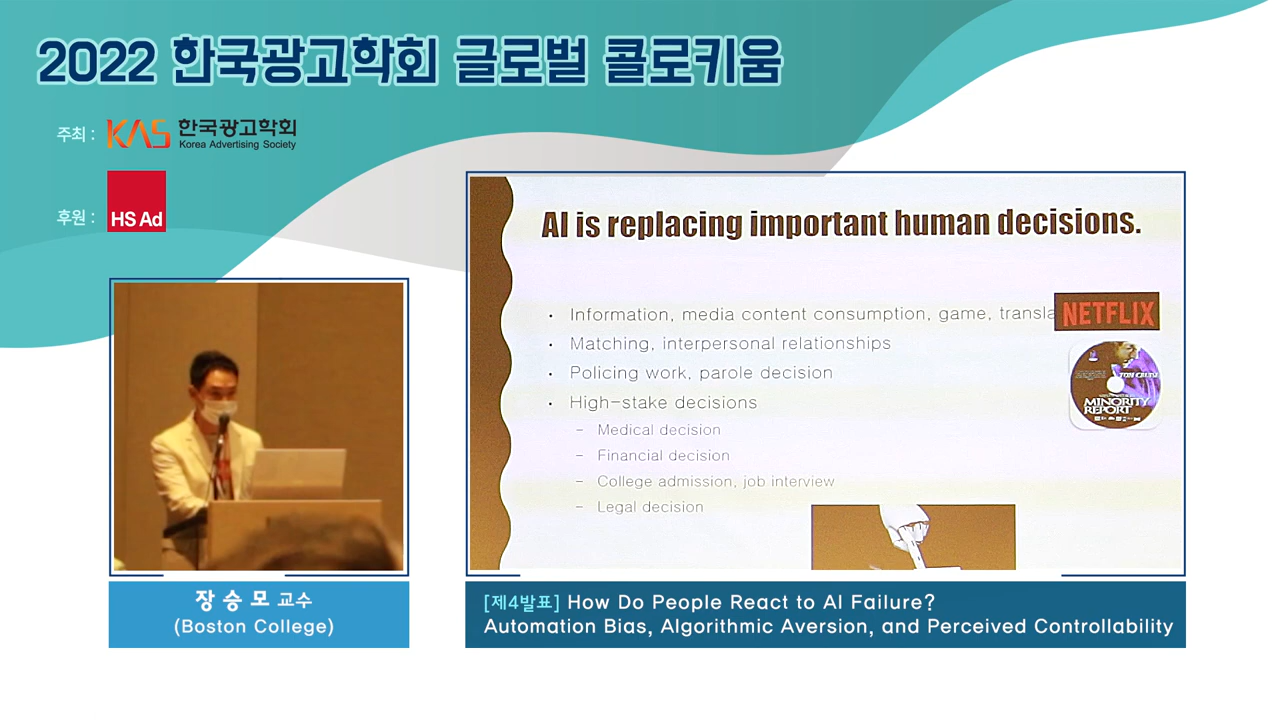 2022 한국광고학회 글로벌 콜로키움
주최 : KAS 한국광고학회
Korea Advertising Society
후원 : HS Ad
AI is replacing important human decisions.
• Information, media content consumption, game, transla
NETFLIX
• Matching, interpersonal relationships
• Policing work, parole decision
• High-stake decisions
– Medical decision
– Financial decision
– College admission, job interview
– Legal decision
TOM CRUISE
MINORITY
REPORT
장 승 모 교수
(Boston College)
[제4발표] How Do People React to AI Failure?
Automation Bias, Algorithmic Aversion, and Perceived Controllability